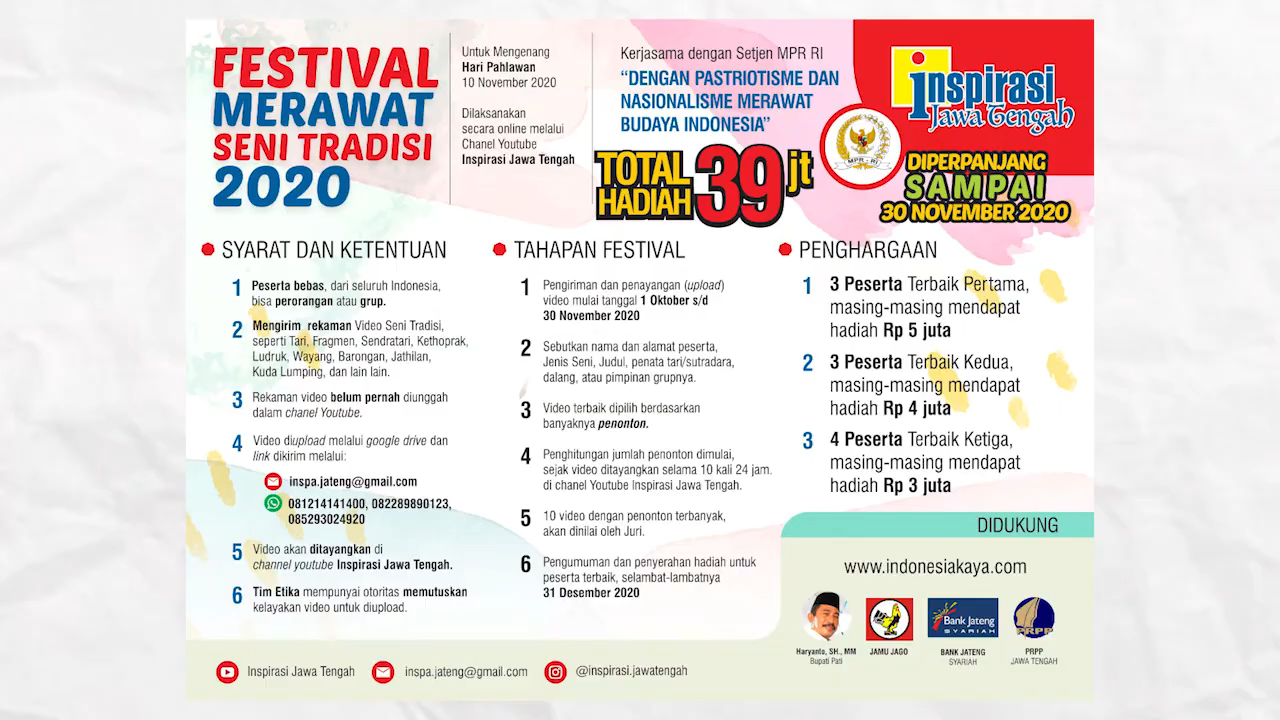 FESTIVAL
MERAWAT
SENI TRADISI
2020
Untuk Mengenang
Hari Pahlawan
10 November 2020
Dilaksanakan
secara online melalui
Chanel Youtube
Inspirasi Jawa Tengah
Kerjasama dengan Setjen MPR RI
“DENGAN PASTRIOTISME DAN
NASIONALISME MERAWAT
BUDAYA INDONESIA”
TOTAL
HADIAH
39 jt
MPR - RI
inspirasi
Jawa Tengah
DIPERPANJANG
SAMPAI
30 NOVEMBER 2020
SYARAT DAN KETENTUAN
1 Peserta bebas, dari seluruh Indonesia,
bisa perorangan atau grup.
2 Mengirim rekaman Video Seni Tradisi,
seperti Tari, Fragmen, Sendratari, Kethoprak,
Ludruk, Wayang, Barongan, Jathilan,
Kuda Lumping, dan lain lain.
3 Rekaman video belum pernah diunggah
dalam chanel Youtube.
4 Video diupload melalui google drive dan
link dikirim melalui:
inspa.jateng@gmail.com
081214141400, 082289890123,
085293024920
5 Video akan ditayangkan di
channel youtube Inspirasi Jawa Tengah.
6 Tim Etika mempunyai otoritas memutuskan
kelayakan video untuk diupload.
TAHAPAN FESTIVAL
1 Pengiriman dan penayangan (upload)
video mulai tanggal 1 Oktober s/d
30 November 2020
2 Sebutkan nama dan alamat peserta,
Jenis Seni, Judul, penata tari/sutradara,
dalang, atau pimpinan grupnya.
3 Video terbaik dipilih berdasarkan
banyaknya penonton.
4 Penghitungan jumlah penonton dimulai,
sejak video ditayangkan selama 10 kali 24 jam.
di chanel Youtube Inspirasi Jawa Tengah.
5 10 video dengan penonton terbanyak,
akan dinilai oleh Juri.
6 Pengumuman dan penyerahan hadiah untuk
peserta terbaik, selambat-lambatnya
31 Desember 2020
PENGHARGAAN
1 3 Peserta Terbaik Pertama,
masing-masing mendapat
hadiah Rp 5 juta
2 3 Peserta Terbaik Kedua,
masing-masing mendapat
hadiah Rp 4 juta
3 4 Peserta Terbaik Ketiga,
masing-masing mendapat
hadiah Rp 3 juta
DIDUKUNG
www.indonesiakaya.com
Haryanto, SH., MM
Bupati Pati
JAMU JAGO
Bank Jateng
SYARIAH
BANK JATENG
SYARIAH
PRPP
PRPP
JAWA TENGAH
Inspirasi Jawa Tengah
inspa.jateng@gmail.com
@inspirasi.jawatengah